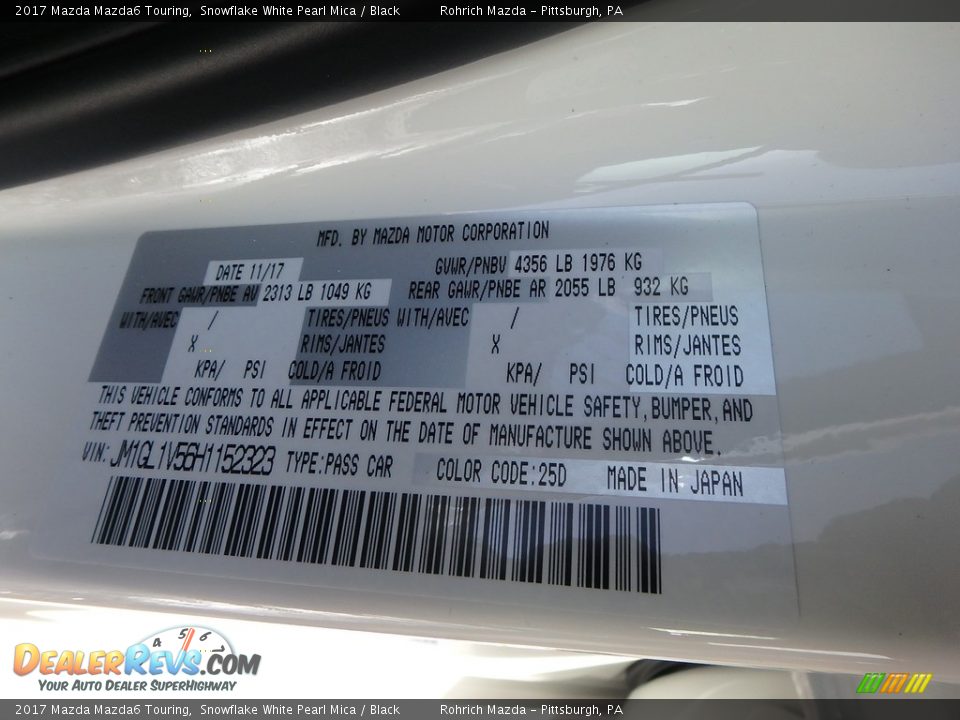 2017 Mazda Mazda6 Touring, Snowflake White Pearl Mica / Black Rohrich Mazda - Pittsburgh, PA
MFD. BY MAZDA MOTOR CORPORATION
DATE 11/17 GVWR/PNBV 4356 LB 1976 KG
FRONT GAWR/PNBE AV 2313 LB 1049 KG REAR GAWR/PNBE AR 2055 LB 932 KG
WITH/AVEC / TIRES/PNEUS WITH/AVEC / TIRES/PNEUS
X RIMS/JANTES X RIMS/JANTES
KPA/ PSI COLD/A FROID KPA/ PSI COLD/A FROID
THIS VEHICLE CONFORMS TO ALL APPLICABLE FEDERAL MOTOR VEHICLE SAFETY, BUMPER, AND
THEFT PREVENTION STANDARDS IN EFFECT ON THE DATE OF MANUFACTURE SHOWN ABOVE.
VIN: JM1GL1V56H1152323 TYPE:PASS CAR COLOR CODE:25D MADE IN JAPAN
4 5 6
DEALERREVS.COM
YOUR AUTO DEALER SUPERHIGHWAY
2017 Mazda Mazda6 Touring, Snowflake White Pearl Mica / Black Rohrich Mazda - Pittsburgh, PA